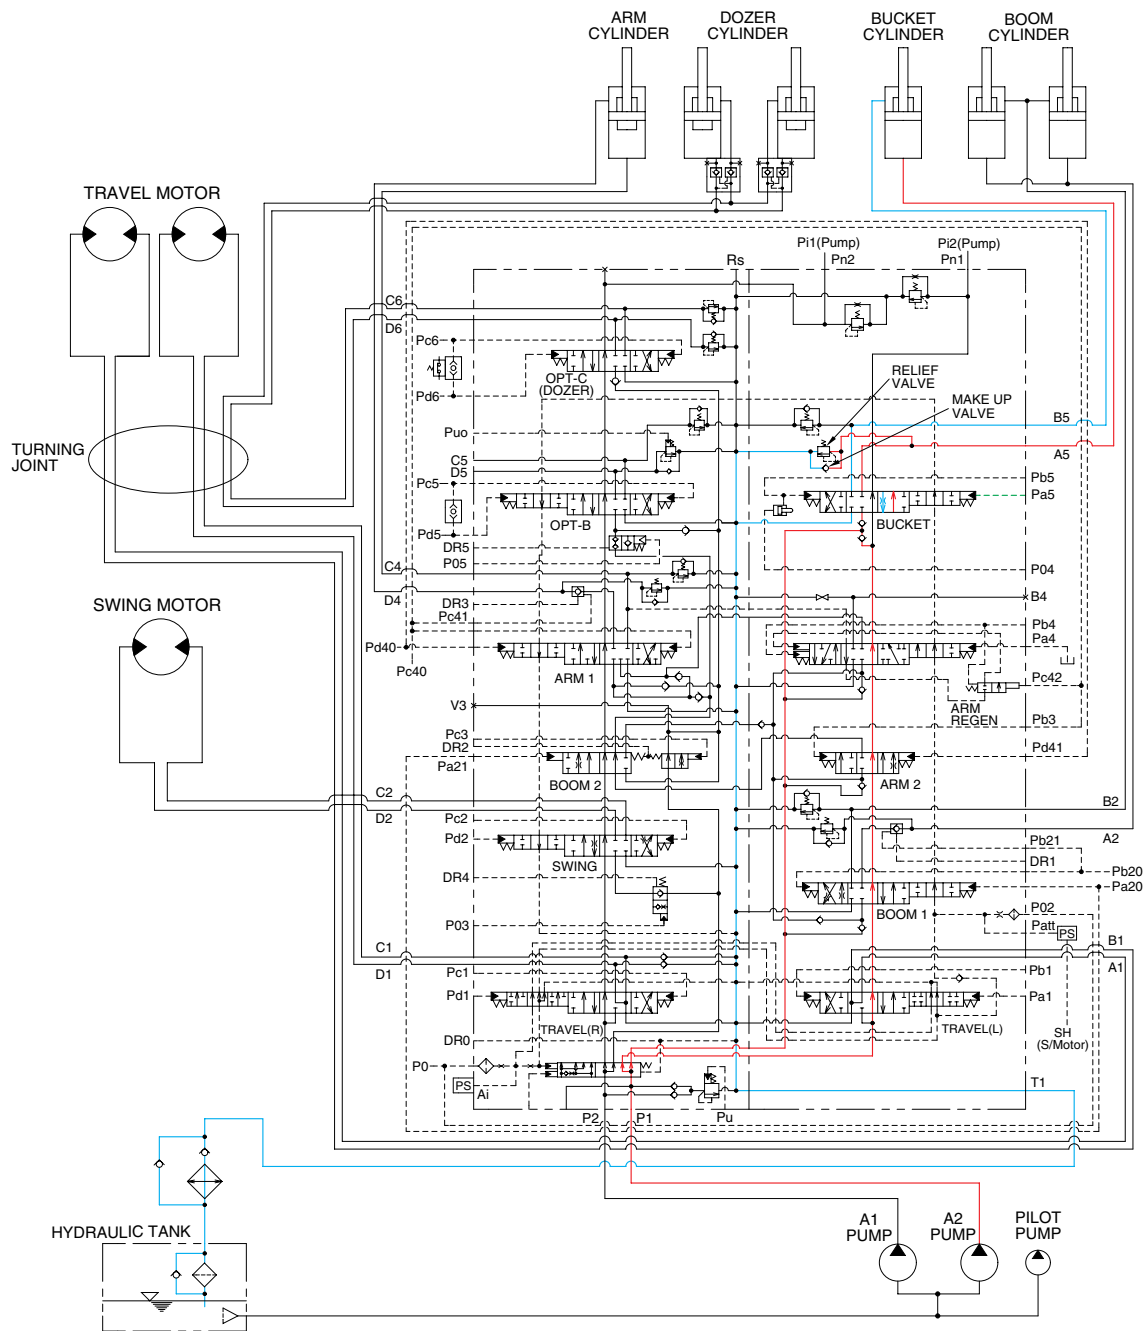 ARM
CYLINDER
DOZER
CYLINDER
BUCKET
CYLINDER
BOOM
CYLINDER
TRAVEL MOTOR
TURNING
JOINT
SWING MOTOR
Pi1(Pump)
Pn2
Pi2(Pump)
Pn1
Rs
C6
D6
Pc6
Pd6
OPT-C
(DOZER)
RELIEF
VALVE
MAKE UP
VALVE
Puo
C5
D5
Pc5
Pd5
OPT-B
DR5
P05
B5
A5
Pb5
Pa5
BUCKET
P04
C4
D4
DR3
Pc41
Pd40
Pc40
ARM 1
B4
Pb4
Pa4
Pc42
ARM
REGEN
V3
Pc3
DR2
Pa21
BOOM 2
Pb3
Pd41
ARM 2
C2
D2
Pc2
Pd2
SWING
DR4
P03
B2
A2
Pb21
DR1
Pb20
Pa20
BOOM 1
P02
Patt
PS
C1
D1
Pc1
Pd1
TRAVEL(R)
B1
A1
Pb1
Pa1
TRAVEL(L)
SH
(S/Motor)
DR0
P0
PS
Ai
P2
P1
Pu
T1
HYDRAULIC TANK
A1
PUMP
A2
PUMP
PILOT
PUMP